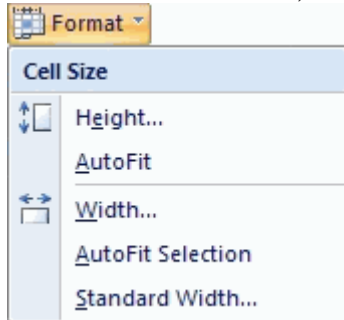 Format
Cell Size
Height...
AutoFit
Width...
AutoFit Selection
Standard Width...